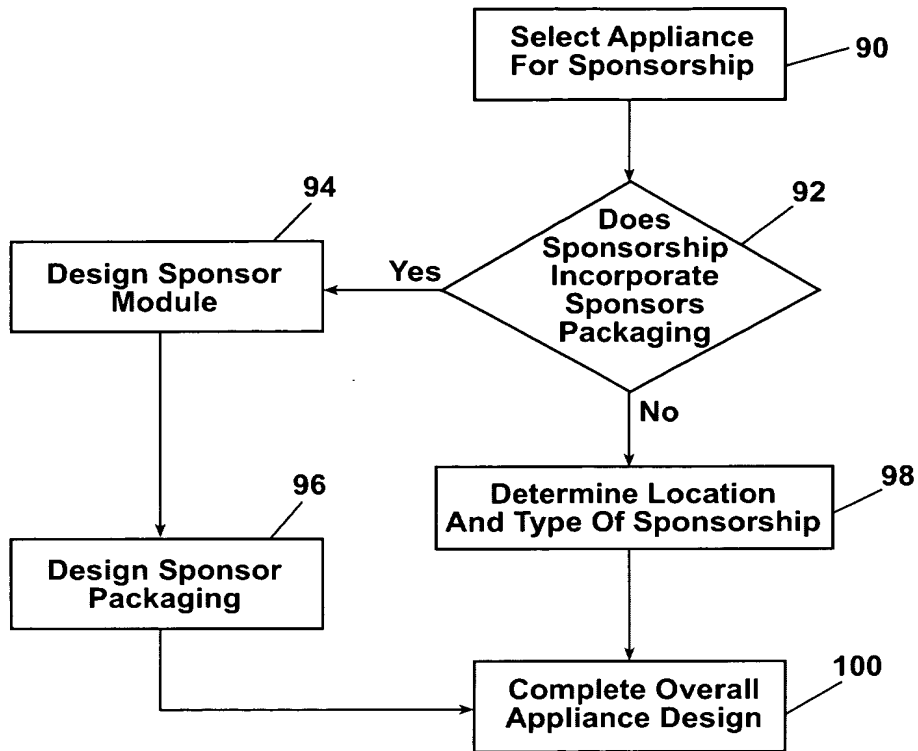 Select Appliance
For Sponsorship
90
92
Does
Sponsorship
Incorporate
Sponsors
Packaging
Yes
94
Design Sponsor
Module
No
96
Design Sponsor
Packaging
98
Determine Location
And Type Of Sponsorship
100
Complete Overall
Appliance Design